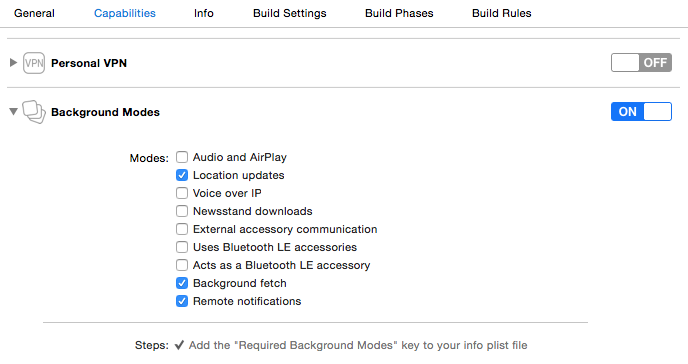 General Capabilities Info Build Settings Build Phases Build Rules
VPN Personal VPN OFF
Background Modes ON
Modes: Audio and AirPlay
Location updates
Voice over IP
Newsstand downloads
External accessory communication
Uses Bluetooth LE accessories
Acts as a Bluetooth LE accessory
Background fetch
Remote notifications
Steps: ✓ Add the "Required Background Modes" key to your info plist file